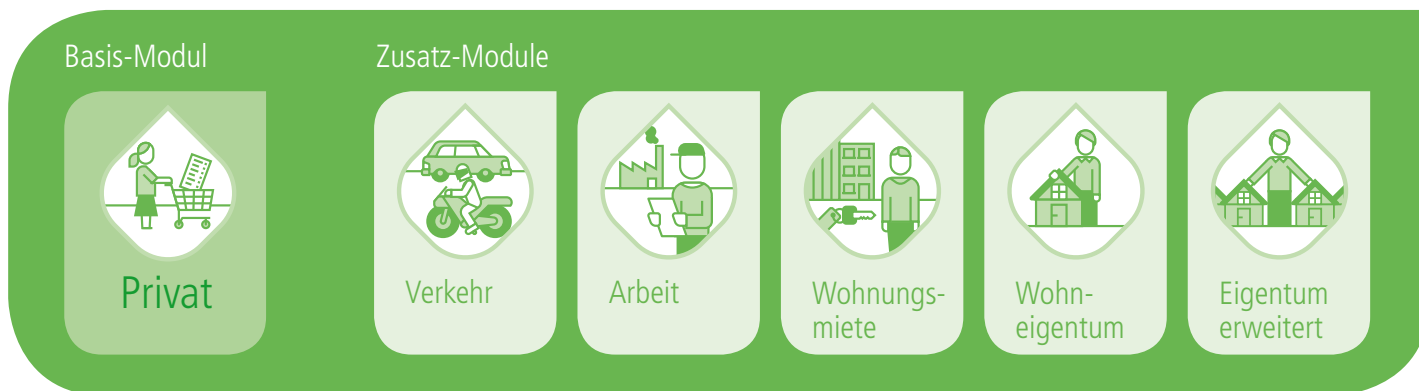 Basis-Modul
Zusatz-Module
Privat
Verkehr
Arbeit
Wohnungs-
miete
Wohn-
eigentum
Eigentum
erweitert